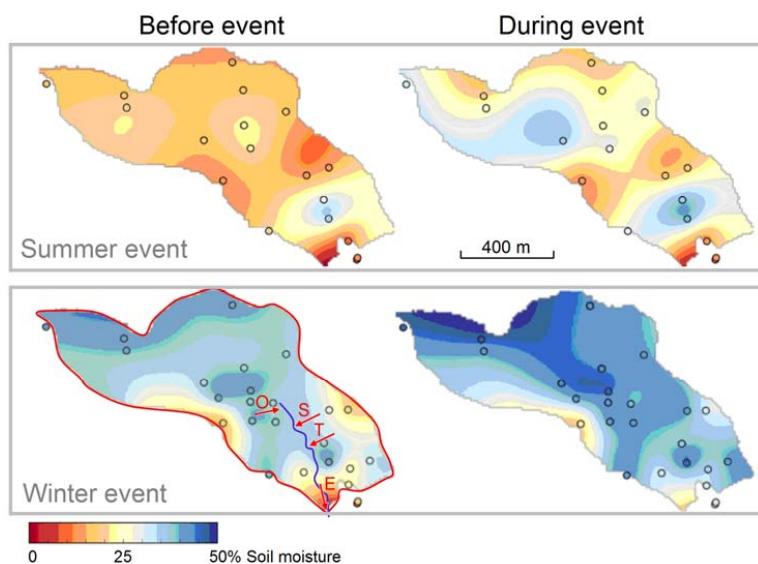 Before event
During event
Summer event
400 m
O
S
T
E
Winter event
0 25 50% Soil moisture